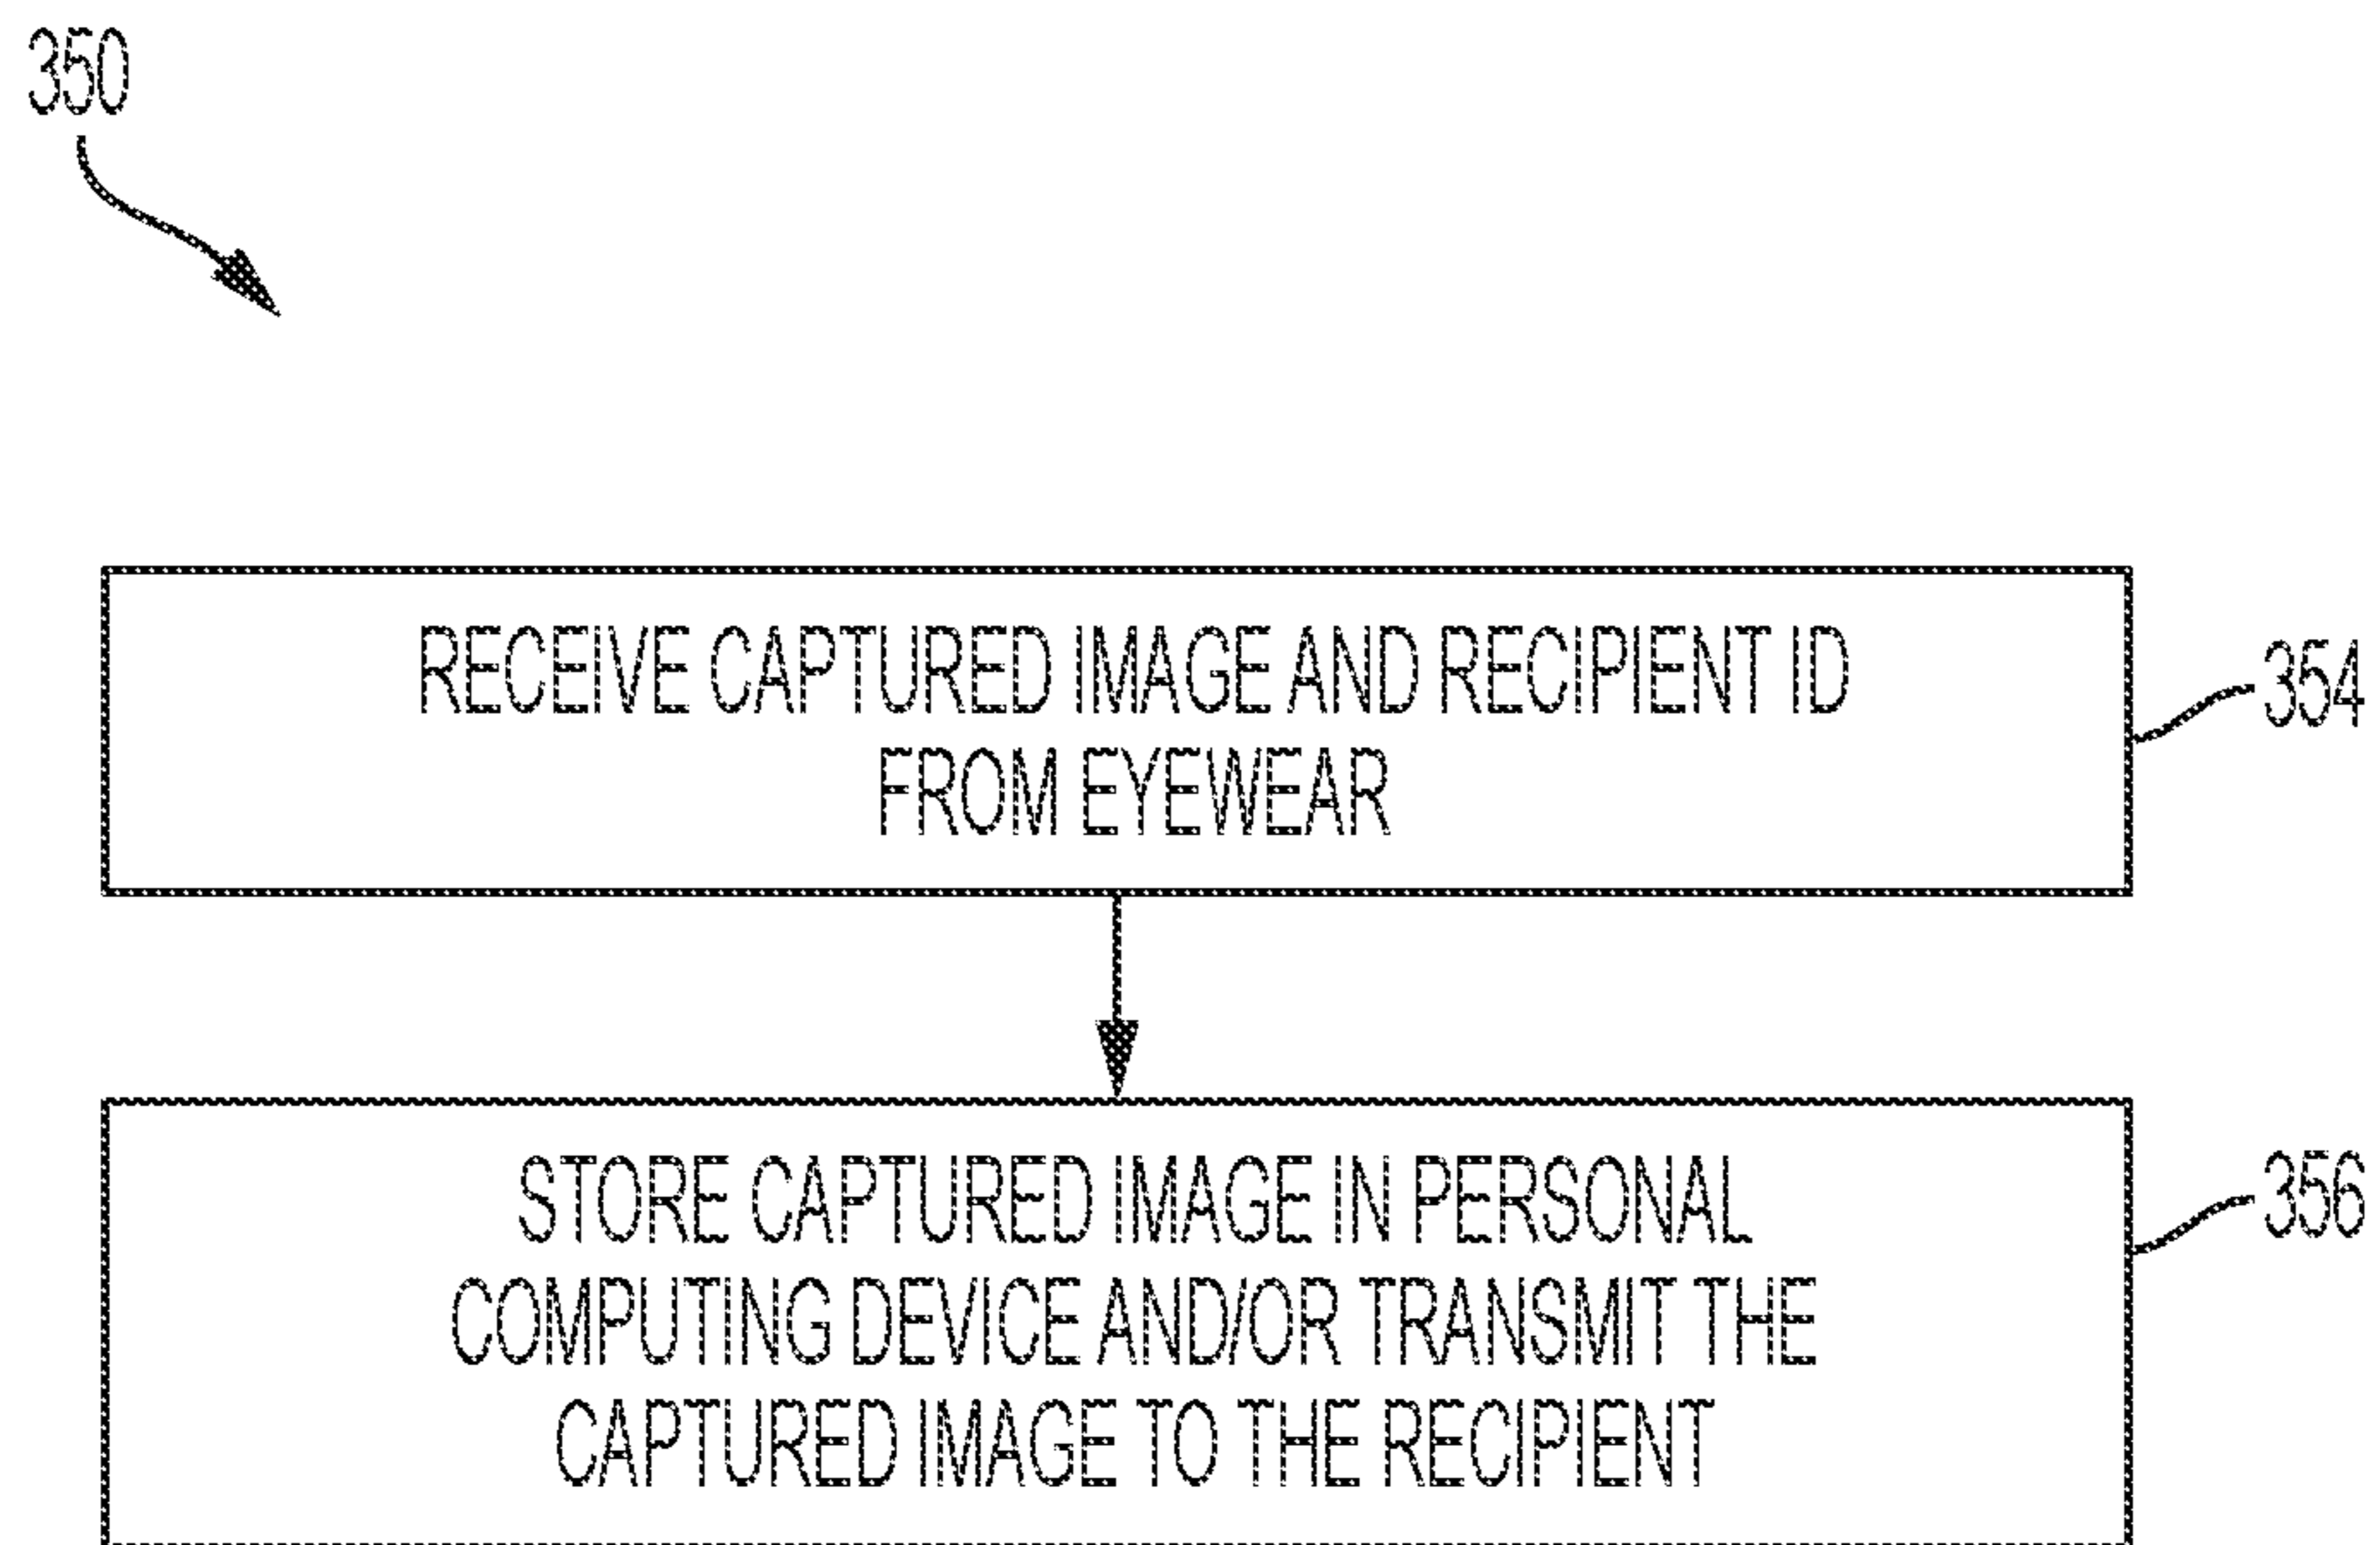 350
RECEIVE CAPTURED IMAGE AND RECIPIENT ID
FROM EYEWEAR
354
STORE CAPTURED IMAGE IN PERSONAL
COMPUTING DEVICE AND/OR TRANSMIT THE
CAPTURED IMAGE TO THE RECIPIENT
356